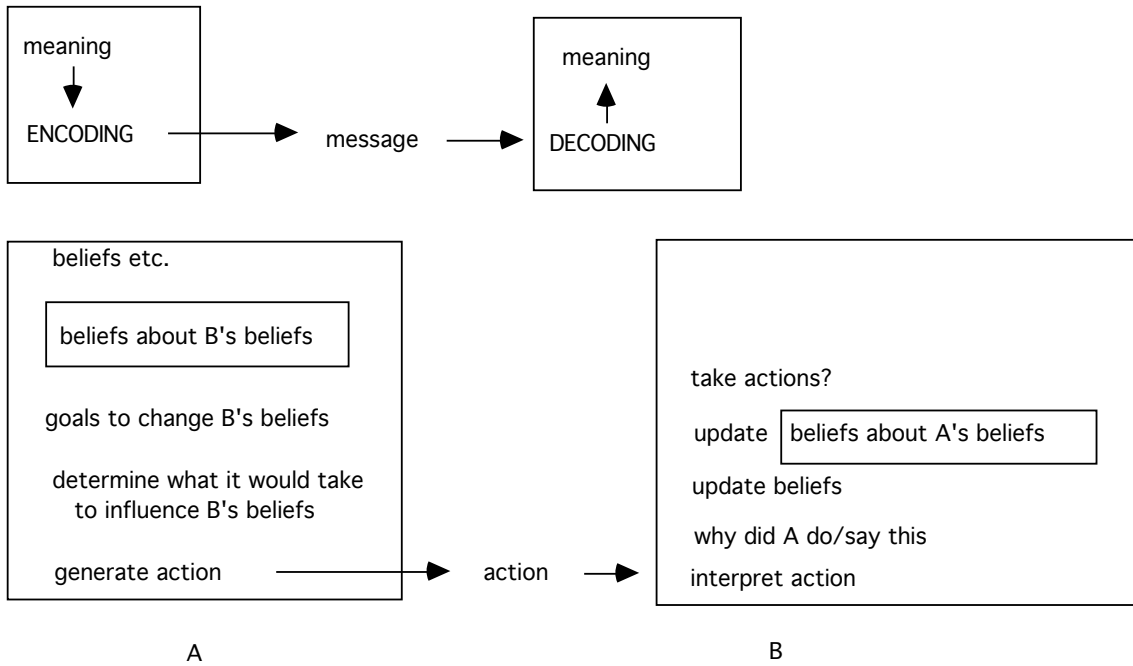 meaning
ENCODING
message
meaning
DECODING
beliefs etc.
beliefs about B's beliefs
goals to change B's beliefs
determine what it would take
to influence B's beliefs
generate action
action
take actions?
update beliefs about A's beliefs
update beliefs
why did A do/say this
interpret action
A
B